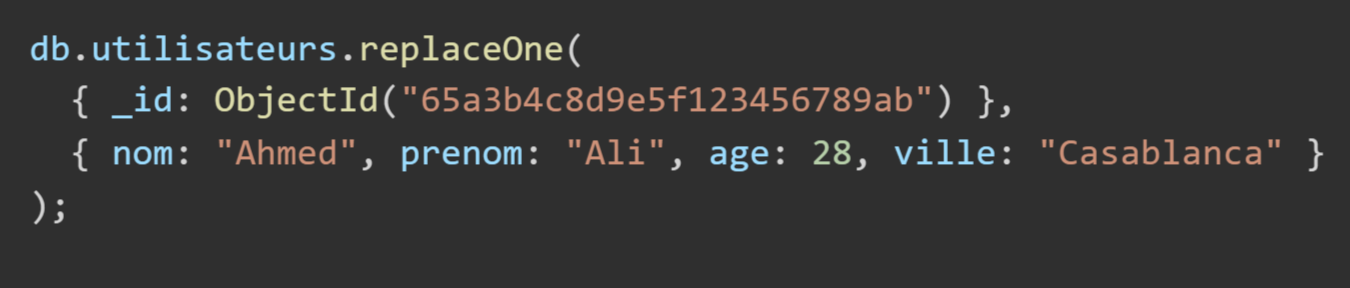 db.utilisateurs.replaceOne(
  { _id: ObjectId("65a3b4c8d9e5f123456789ab") },
  { nom: "Ahmed", prenom: "Ali", age: 28, ville: "Casablanca" }
);